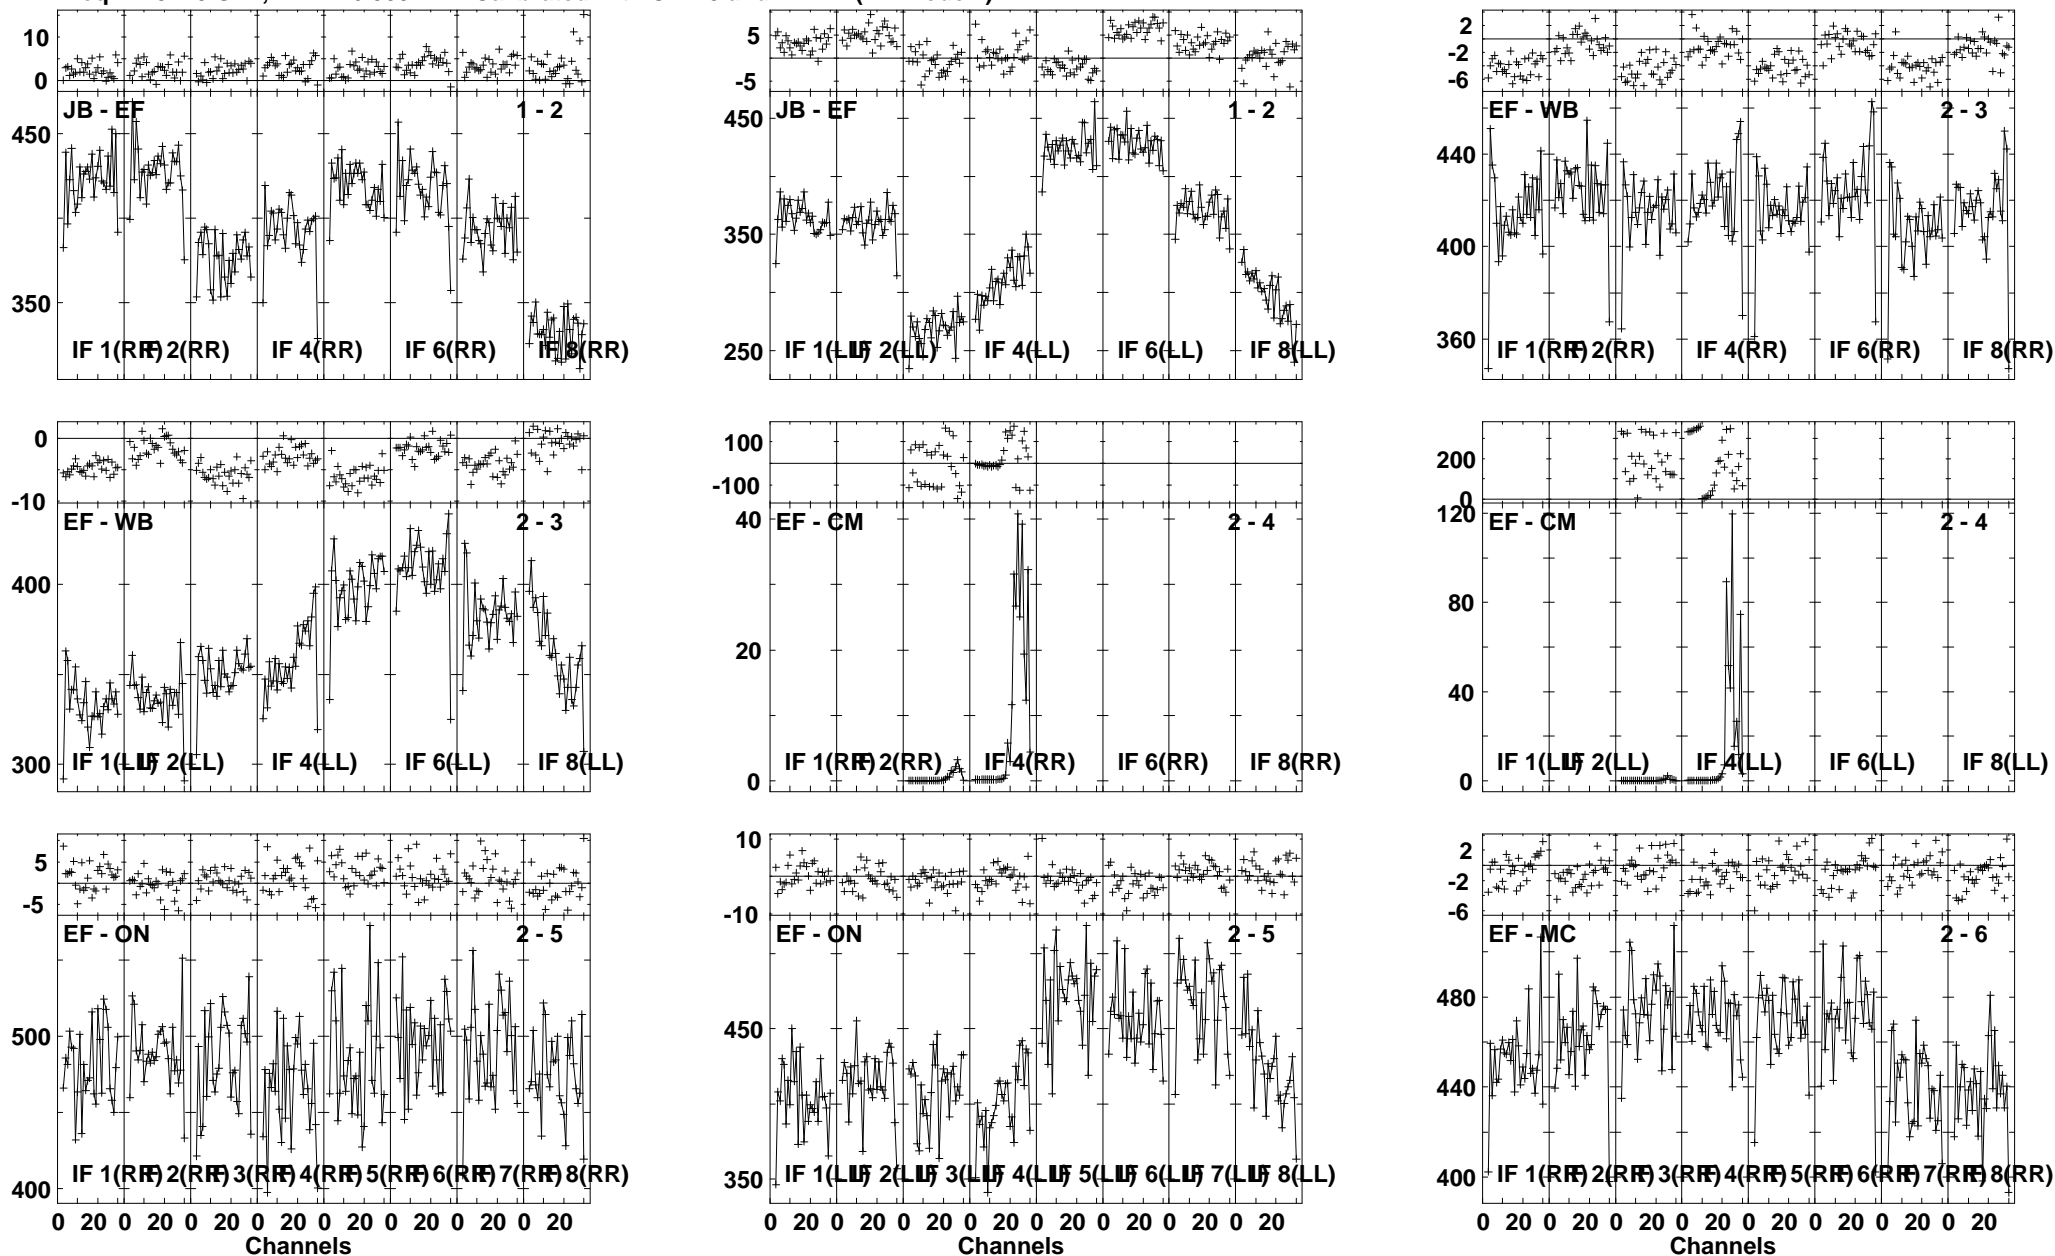 10
0
JB - EF 1 - 2
450
350
IF 1(RR) IF 2(RR) IF 4(RR) IF 6(RR) IF 8(RR)
5
-5
JB - EF 1 - 2
450
350
250
IF 1(LL) IF 2(LL) IF 4(LL) IF 6(LL) IF 8(LL)
2
-2
-6
EF - WB 2 - 3
440
400
360
IF 1(RR) IF 2(RR) IF 4(RR) IF 6(RR) IF 8(RR)
0
-10
EF - WB 2 - 3
400
300
IF 1(LL) IF 2(LL) IF 4(LL) IF 6(LL) IF 8(LL)
100
-100
EF - CM 2 - 4
40
20
0
IF 1(RR) IF 2(RR) IF 4(RR) IF 6(RR) IF 8(RR)
200
0
EF - CM 2 - 4
120
80
40
0
IF 1(LL) IF 2(LL) IF 4(LL) IF 6(LL) IF 8(LL)
5
-5
EF - ON 2 - 5
500
400
IF 1(RR) IF 2(RR) IF 3(RR) IF 4(RR) IF 5(RR) IF 6(RR) IF 7(RR) IF 8(RR)
0 20 0 20 0 20 0 20 0 20 0 20 0 20 0 20
Channels
10
-10
EF - ON 2 - 5
450
350
IF 1(LL) IF 2(LL) IF 3(LL) IF 4(LL) IF 5(LL) IF 6(LL) IF 7(LL) IF 8(LL)
0 20 0 20 0 20 0 20 0 20 0 20 0 20 0 20
Channels
2
-2
-6
EF - MC 2 - 6
480
440
400
IF 1(RR) IF 2(RR) IF 3(RR) IF 4(RR) IF 5(RR) IF 6(RR) IF 7(RR) IF 8(RR)
0 20 0 20 0 20 0 20 0 20 0 20 0 20 0 20
Channels